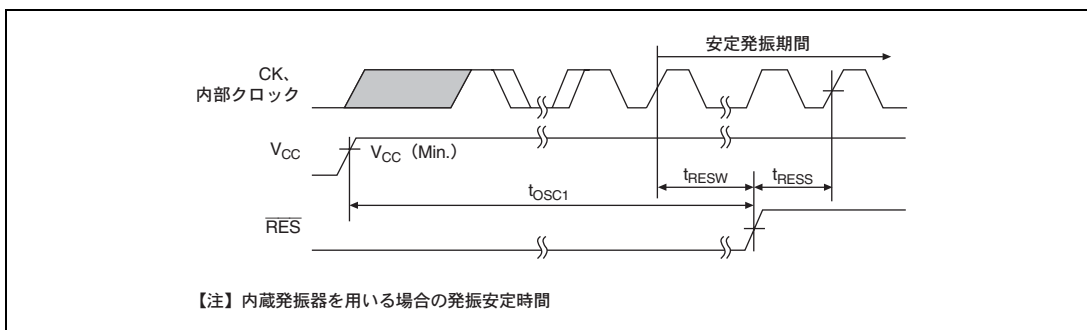 安定発振期間
CK、
内部クロック
VCC
VCC（Min.）
tRESW
tRESS
tOSC1
RES
【注】内蔵発振器を用いる場合の発振安定時間